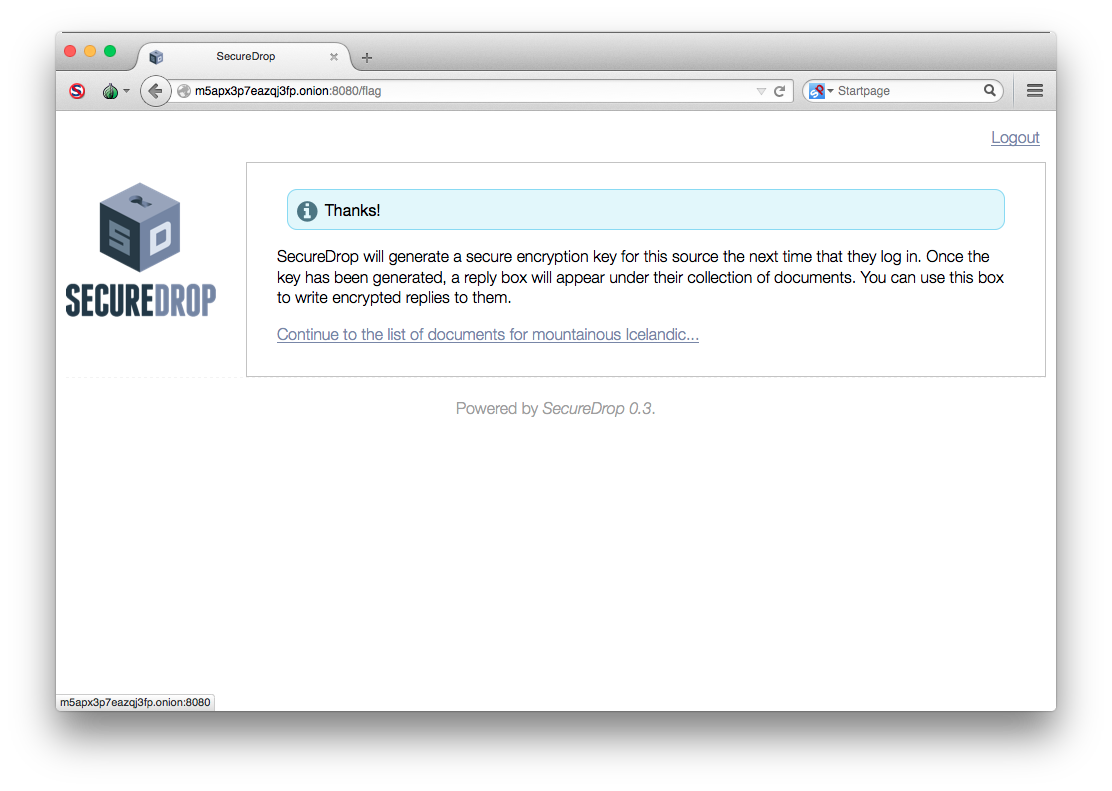 SecureDrop
m5apx3p7eazqj3fp.onion:8080/flag
Startpage
Logout
SD
SECUREDROP
Thanks!
SecureDrop will generate a secure encryption key for this source the next time that they log in. Once the
key has been generated, a reply box will appear under their collection of documents. You can use this box
to write encrypted replies to them.
Continue to the list of documents for mountainous Icelandic...
Powered by SecureDrop 0.3.
m5apx3p7eazqj3fp.onion:8080